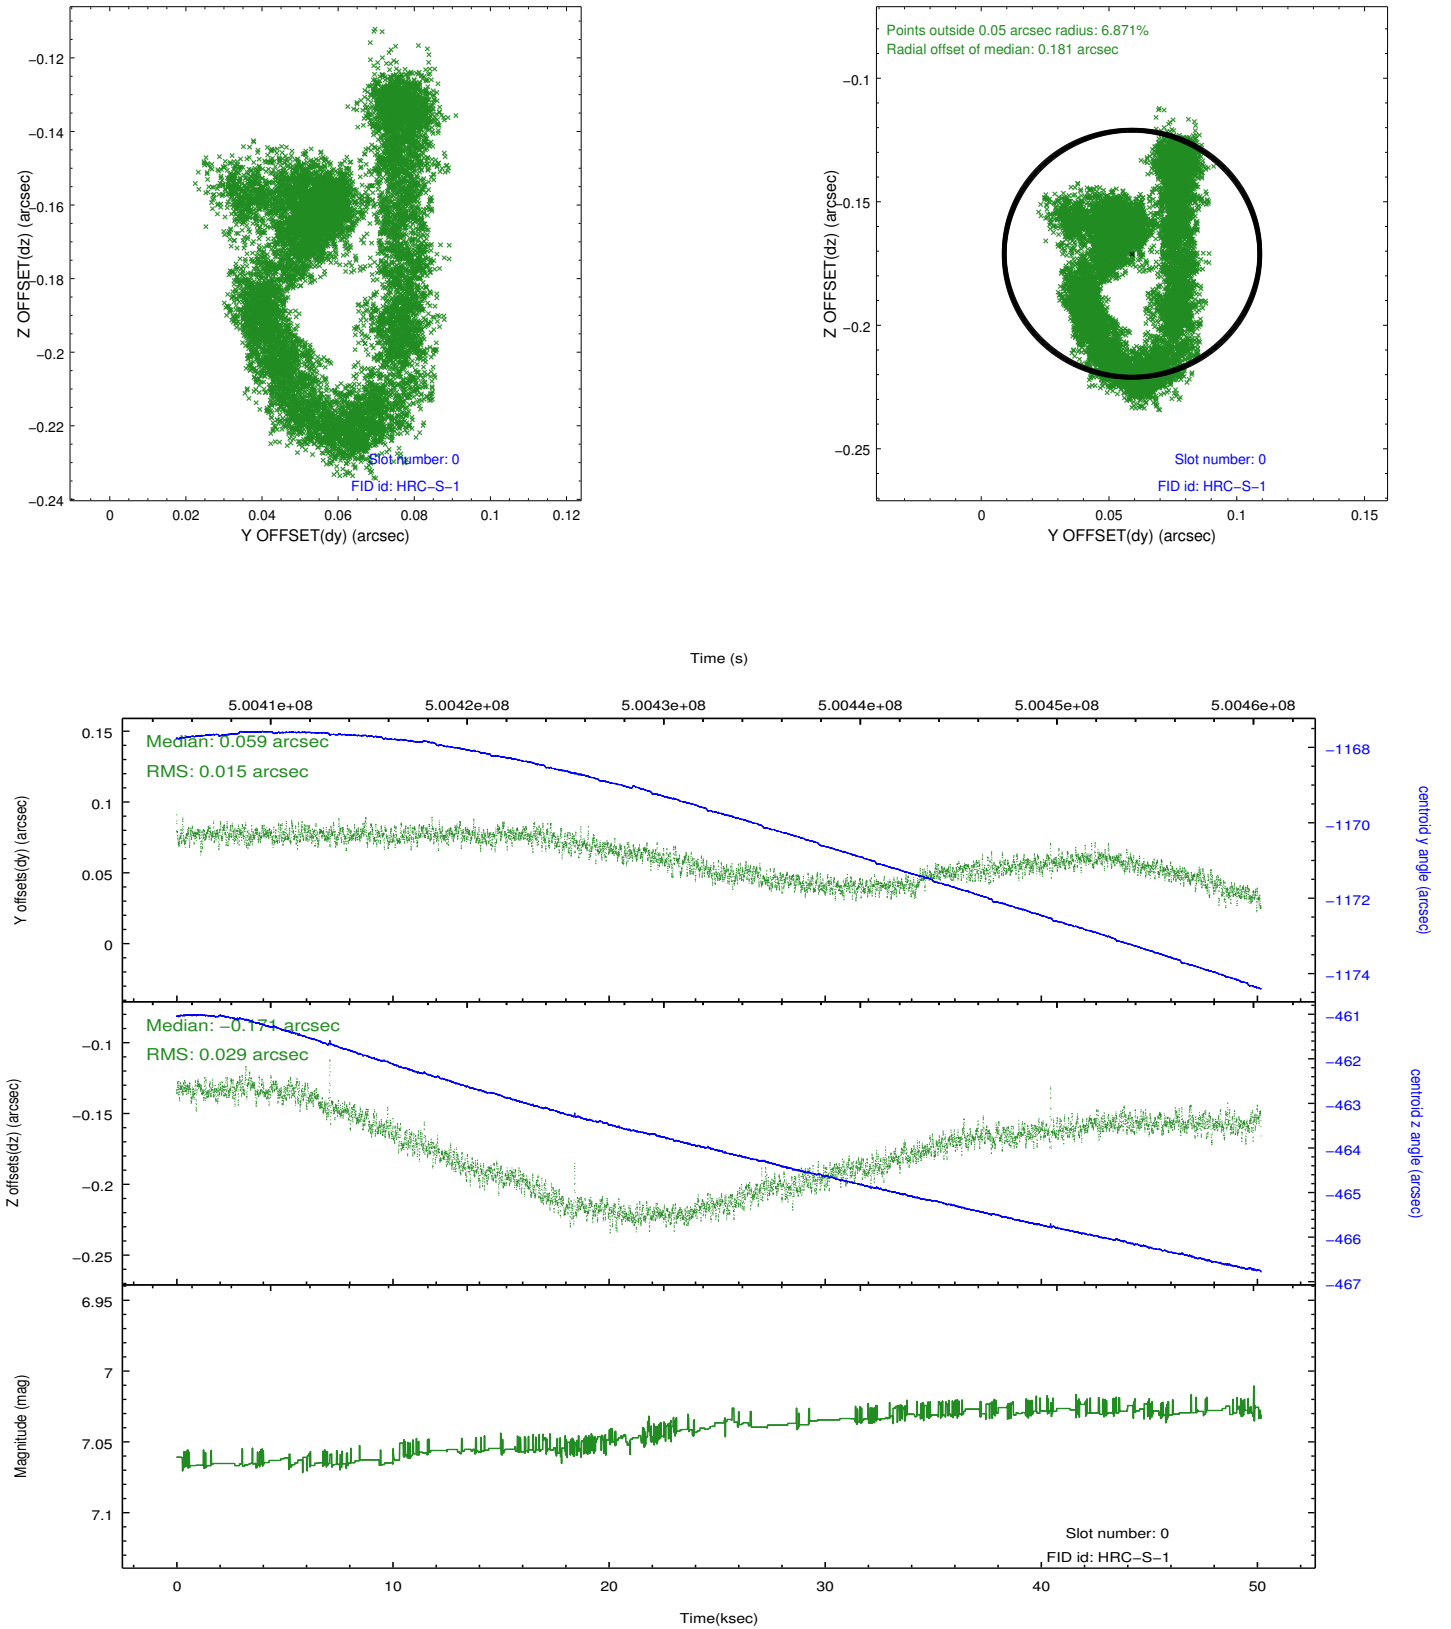 −0.12
−0.14
−0.16
−0.18
−0.2
−0.22
−0.24
Z OFFSET(dz) (arcsec)
0
0.02
0.04
0.06
0.08
0.1
0.12
Y OFFSET(dy) (arcsec)
Slot number: 0
FID id: HRC−S−1
Points outside 0.05 arcsec radius: 6.871%
Radial offset of median: 0.181 arcsec
−0.1
−0.15
−0.2
−0.25
Z OFFSET(dz) (arcsec)
0
0.05
0.1
0.15
Y OFFSET(dy) (arcsec)
Slot number: 0
FID id: HRC−S−1
Time (s)
5.0041e+08
5.0042e+08
5.0043e+08
5.0044e+08
5.0045e+08
5.0046e+08
Median: 0.059 arcsec
RMS: 0.015 arcsec
0.15
0.1
0.05
0
Y offsets(dy) (arcsec)
−1168
−1170
−1172
−1174
centroid y angle (arcsec)
Median: −0.171 arcsec
RMS: 0.029 arcsec
−0.1
−0.15
−0.2
−0.25
Z offsets(dz) (arcsec)
−461
−462
−463
−464
−465
−466
−467
centroid z angle (arcsec)
6.95
7
7.05
7.1
Magnitude (mag)
Slot number: 0
FID id: HRC−S−1
0
10
20
30
40
50
Time(ksec)